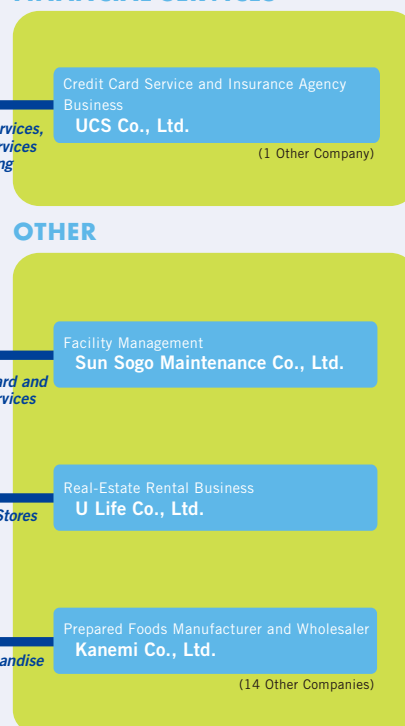 Credit Card Service and Insurance Agency
Business
UCS Co., Ltd.
(1 Other Company)
OTHER
Facility Management
Sun Sogo Maintenance Co., Ltd.
and
Real-Estate Rental Business
U Life Co., Ltd.
Stores
Prepared Foods Manufacturer and Wholesaler
Kanemi Co., Ltd.
(14 Other Companies)